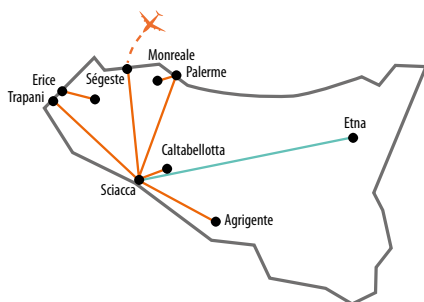 Monreale
Erice
Ségeste
Palerme
Trapani
Etna
Caltabellotta
Sciacca
Agrigente